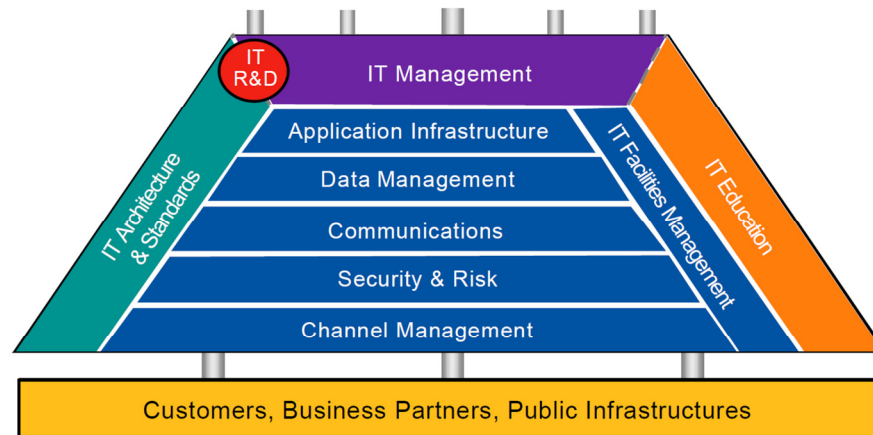 IT
R&D
IT Management
Application Infrastructure
Data Management
Communications
Security & Risk
Channel Management
IT Architecture
& Standards
IT Facilities Management
IT Education
Customers, Business Partners, Public Infrastructures